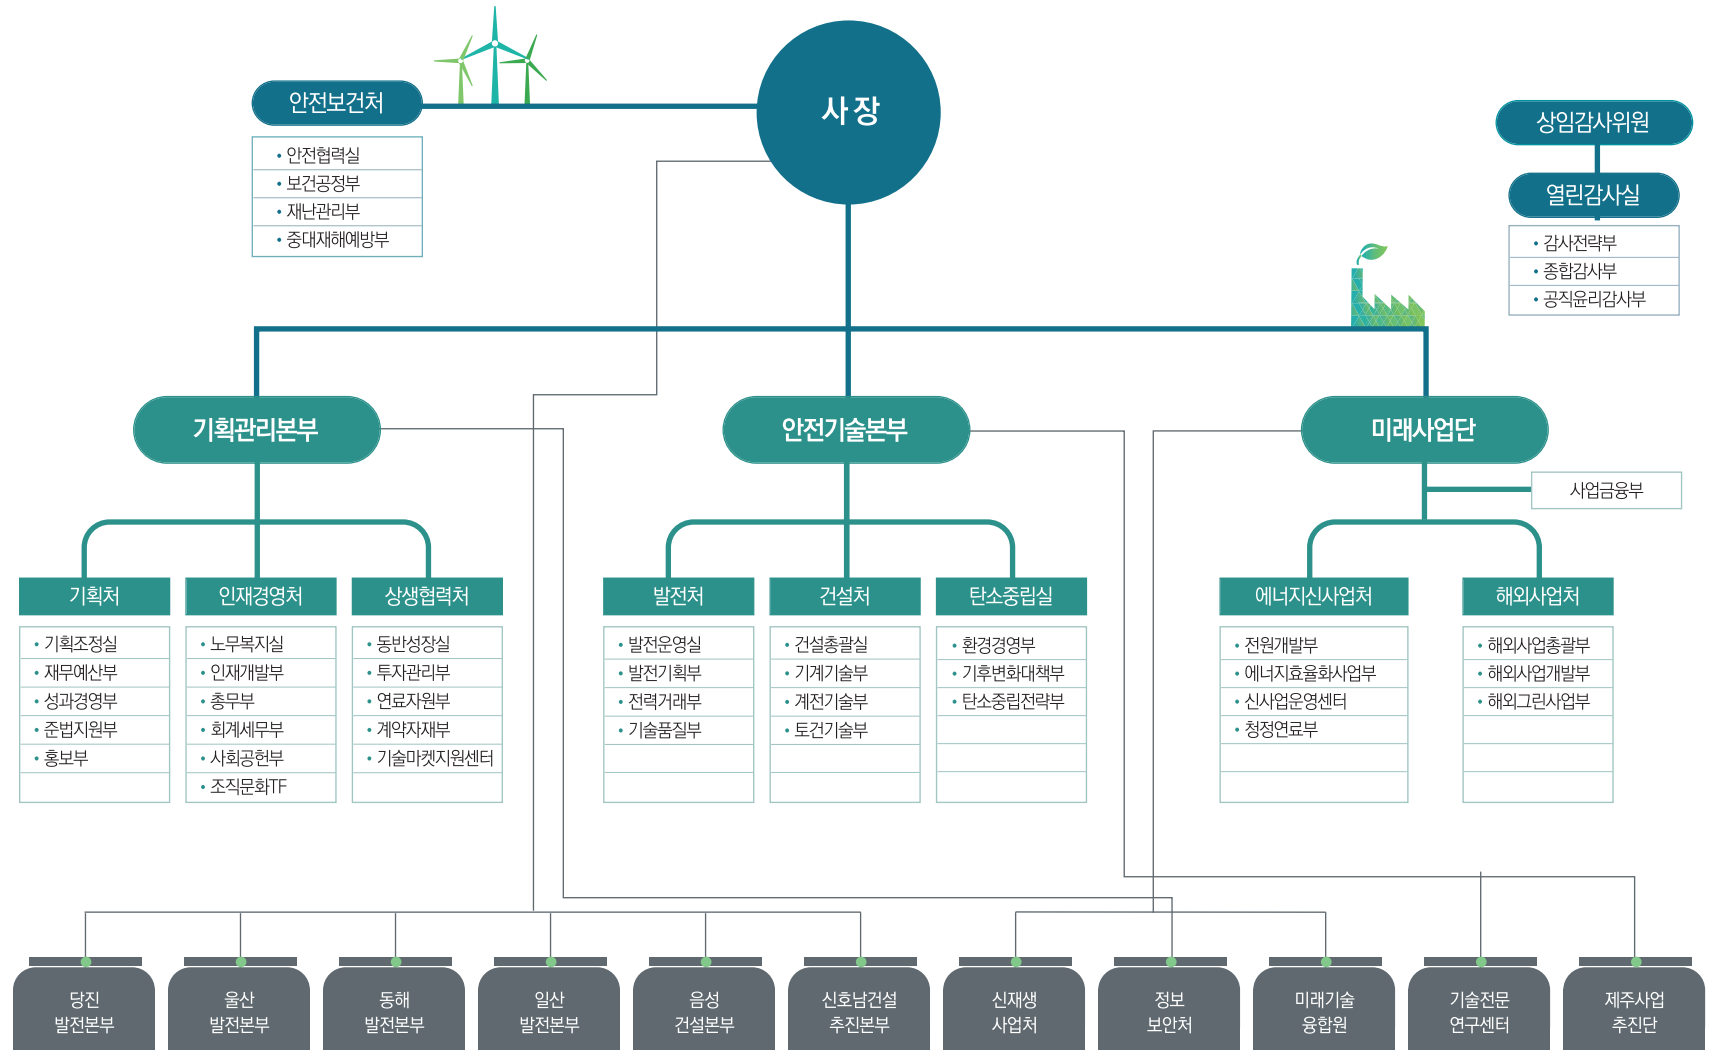 사장
안전보건처
• 안전협력실
• 보건공정부
• 재난관리부
• 중대재해예방부
상임감사위원
열린감사실
• 감사전략부
• 종합감사부
• 공직윤리감사부
기획관리본부
안전기술본부
미래사업단
사업금융부
기획처
• 기획조정실
• 재무예산부
• 성과경영부
• 준법지원부
• 홍보부
인재경영처
• 노무복지실
• 인재개발부
• 총무부
• 회계세무부
• 사회공헌부
• 조직문화TF
상생협력처
• 동반성장실
• 투자관리부
• 연료자원부
• 계약자재부
• 기술마켓지원센터
발전처
• 발전운영실
• 발전기획부
• 전력거래부
• 기술품질부
건설처
• 건설총괄실
• 기계기술부
• 계전기술부
• 토건기술부
탄소중립실
• 환경경영부
• 기후변화대책부
• 탄소중립전략부
에너지신사업처
• 전원개발부
• 에너지효율화사업부
• 신사업운영센터
• 청정연료부
해외사업처
• 해외사업총괄부
• 해외사업개발부
• 해외그린사업부
당진
발전본부
울산
발전본부
동해
발전본부
일산
발전본부
음성
건설본부
신호남건설
추진본부
신재생
사업처
정보
보안처
미래기술
융합원
기술전문
연구센터
제주사업
추진단